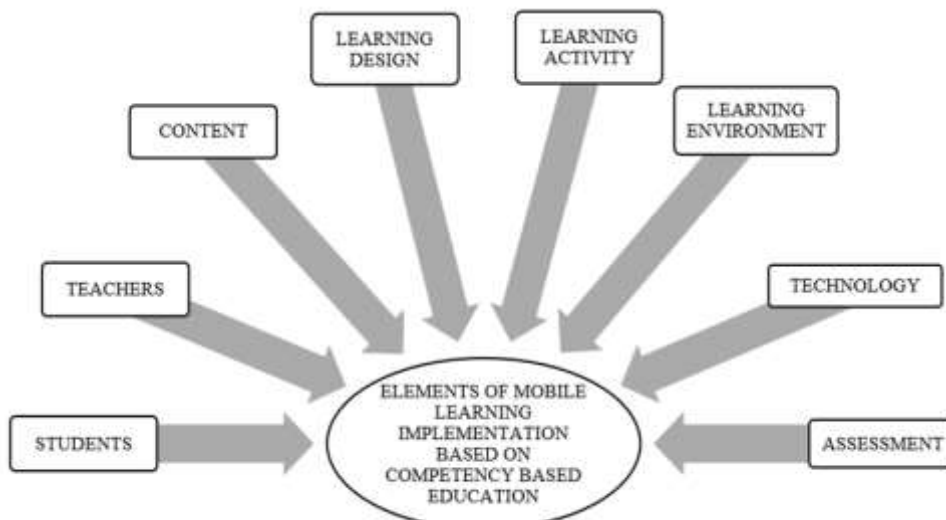 LEARNING
DESIGN
LEARNING
ACTIVITY
CONTENT
LEARNING
ENVIRONMENT
TEACHERS
TECHNOLOGY
STUDENTS
ELEMENTS OF MOBILE
LEARNING
IMPLEMENTATION
BASED ON
COMPETENCY BASED
EDUCATION
ASSESSMENT